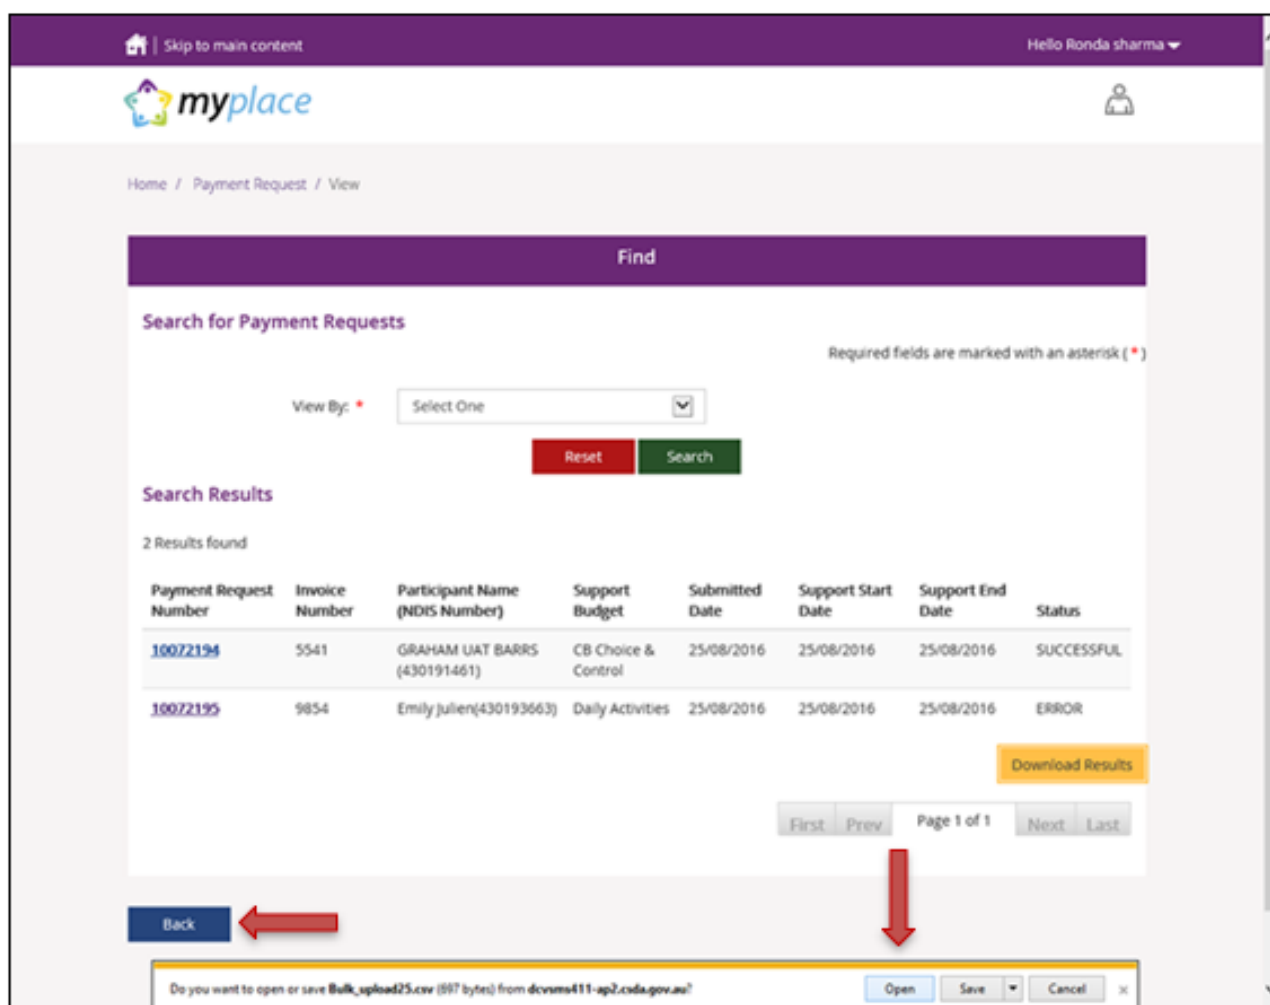 Skip to main content
Hello Ronda sharma
myplace
Home / Payment Request / View
Find
Search for Payment Requests
Required fields are marked with an asterisk (*)
View By: * Select One
Reset Search
Search Results
2 Results found
Payment Request Number Invoice Number Participant Name (NDIS Number) Support Budget Submitted Date Support Start Date Support End Date Status
10072194 5541 GRAHAM UAT BARRS (430191461) CB Choice & Control 25/08/2016 25/08/2016 25/08/2016 SUCCESSFUL
10072195 9854 Emily Julien(430193663) Daily Activities 25/08/2016 25/08/2016 25/08/2016 ERROR
Download Results
First Prev Page 1 of 1 Next Last
Back
Do you want to open or save Bulk_upload25.csv (697 bytes) from dcvsms411-ap2.csda.gov.au? Open Save Cancel ×